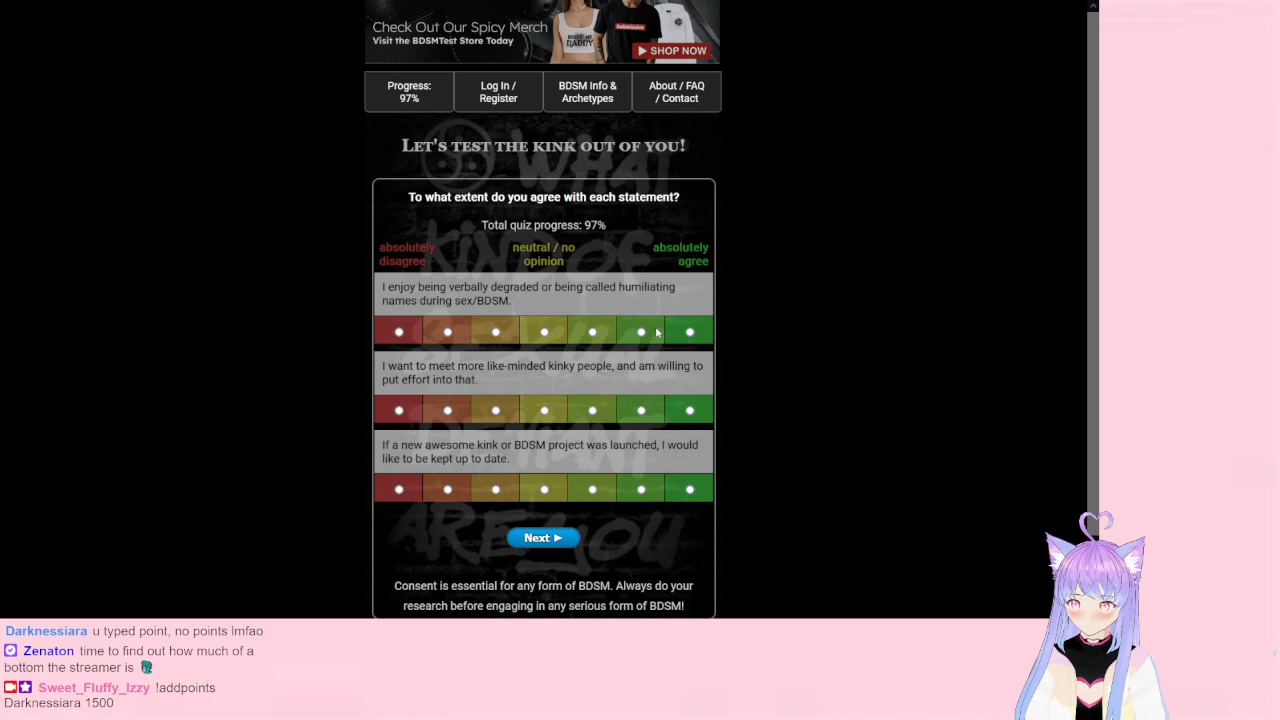 Check Out Our Spicy Merch
Visit the BDSMTest Store Today
SHOP NOW
Progress: 97%
Log In / Register
BDSM Info & Archetypes
About / FAQ / Contact
Let's test the kink out of you!
To what extent do you agree with each statement?
Total quiz progress: 97%
absolutely disagree
neutral / no opinion
absolutely agree
I enjoy being verbally degraded or being called humiliating
names during sex/BDSM.
I want to meet more like-minded kinky people, and am willing to
put effort into that.
If a new awesome kink or BDSM project was launched, I would
like to be kept up to date.
Next
Consent is essential for any form of BDSM. Always do your
research before engaging in any serious form of BDSM!
WHAT
KIND OF
SEXUAL
DEVIANT
ARE YOU
Darknessiara u typed point, no points lmfao
Zenaton time to find out how much of a
bottom the streamer is
Sweet_Fluffy_Izzy !addpoints
Darknessiara 1500